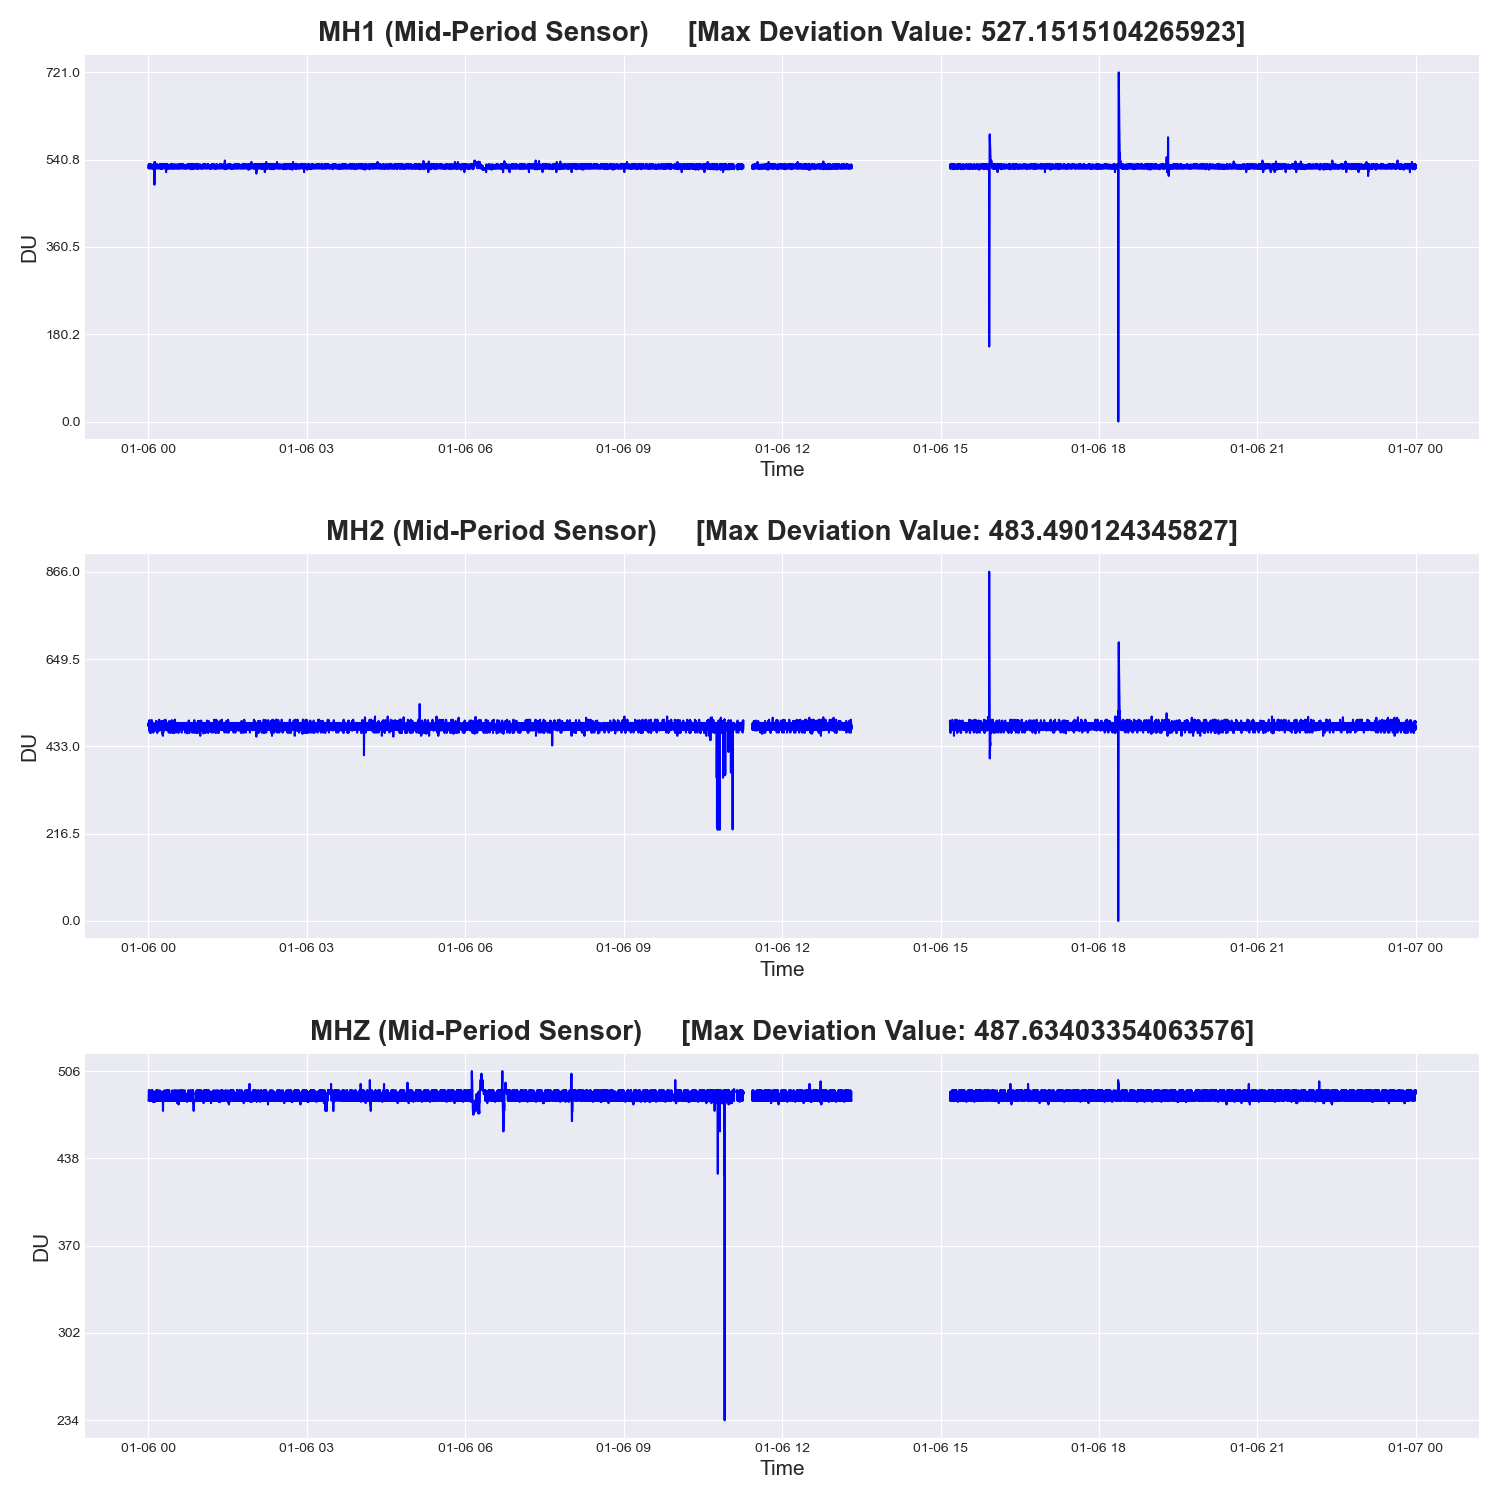 MH1 (Mid-Period Sensor) [Max Deviation Value: 527.1515104265923]
721.0
540.8
360.5
180.2
0.0
DU
01-06 00 01-06 03 01-06 06 01-06 09 01-06 12 01-06 15 01-06 18 01-06 21 01-07 00
Time
MH2 (Mid-Period Sensor) [Max Deviation Value: 483.490124345827]
866.0
649.5
433.0
216.5
0.0
DU
01-06 00 01-06 03 01-06 06 01-06 09 01-06 12 01-06 15 01-06 18 01-06 21 01-07 00
Time
MHZ (Mid-Period Sensor) [Max Deviation Value: 487.63403354063576]
506
438
370
302
234
DU
01-06 00 01-06 03 01-06 06 01-06 09 01-06 12 01-06 15 01-06 18 01-06 21 01-07 00
Time